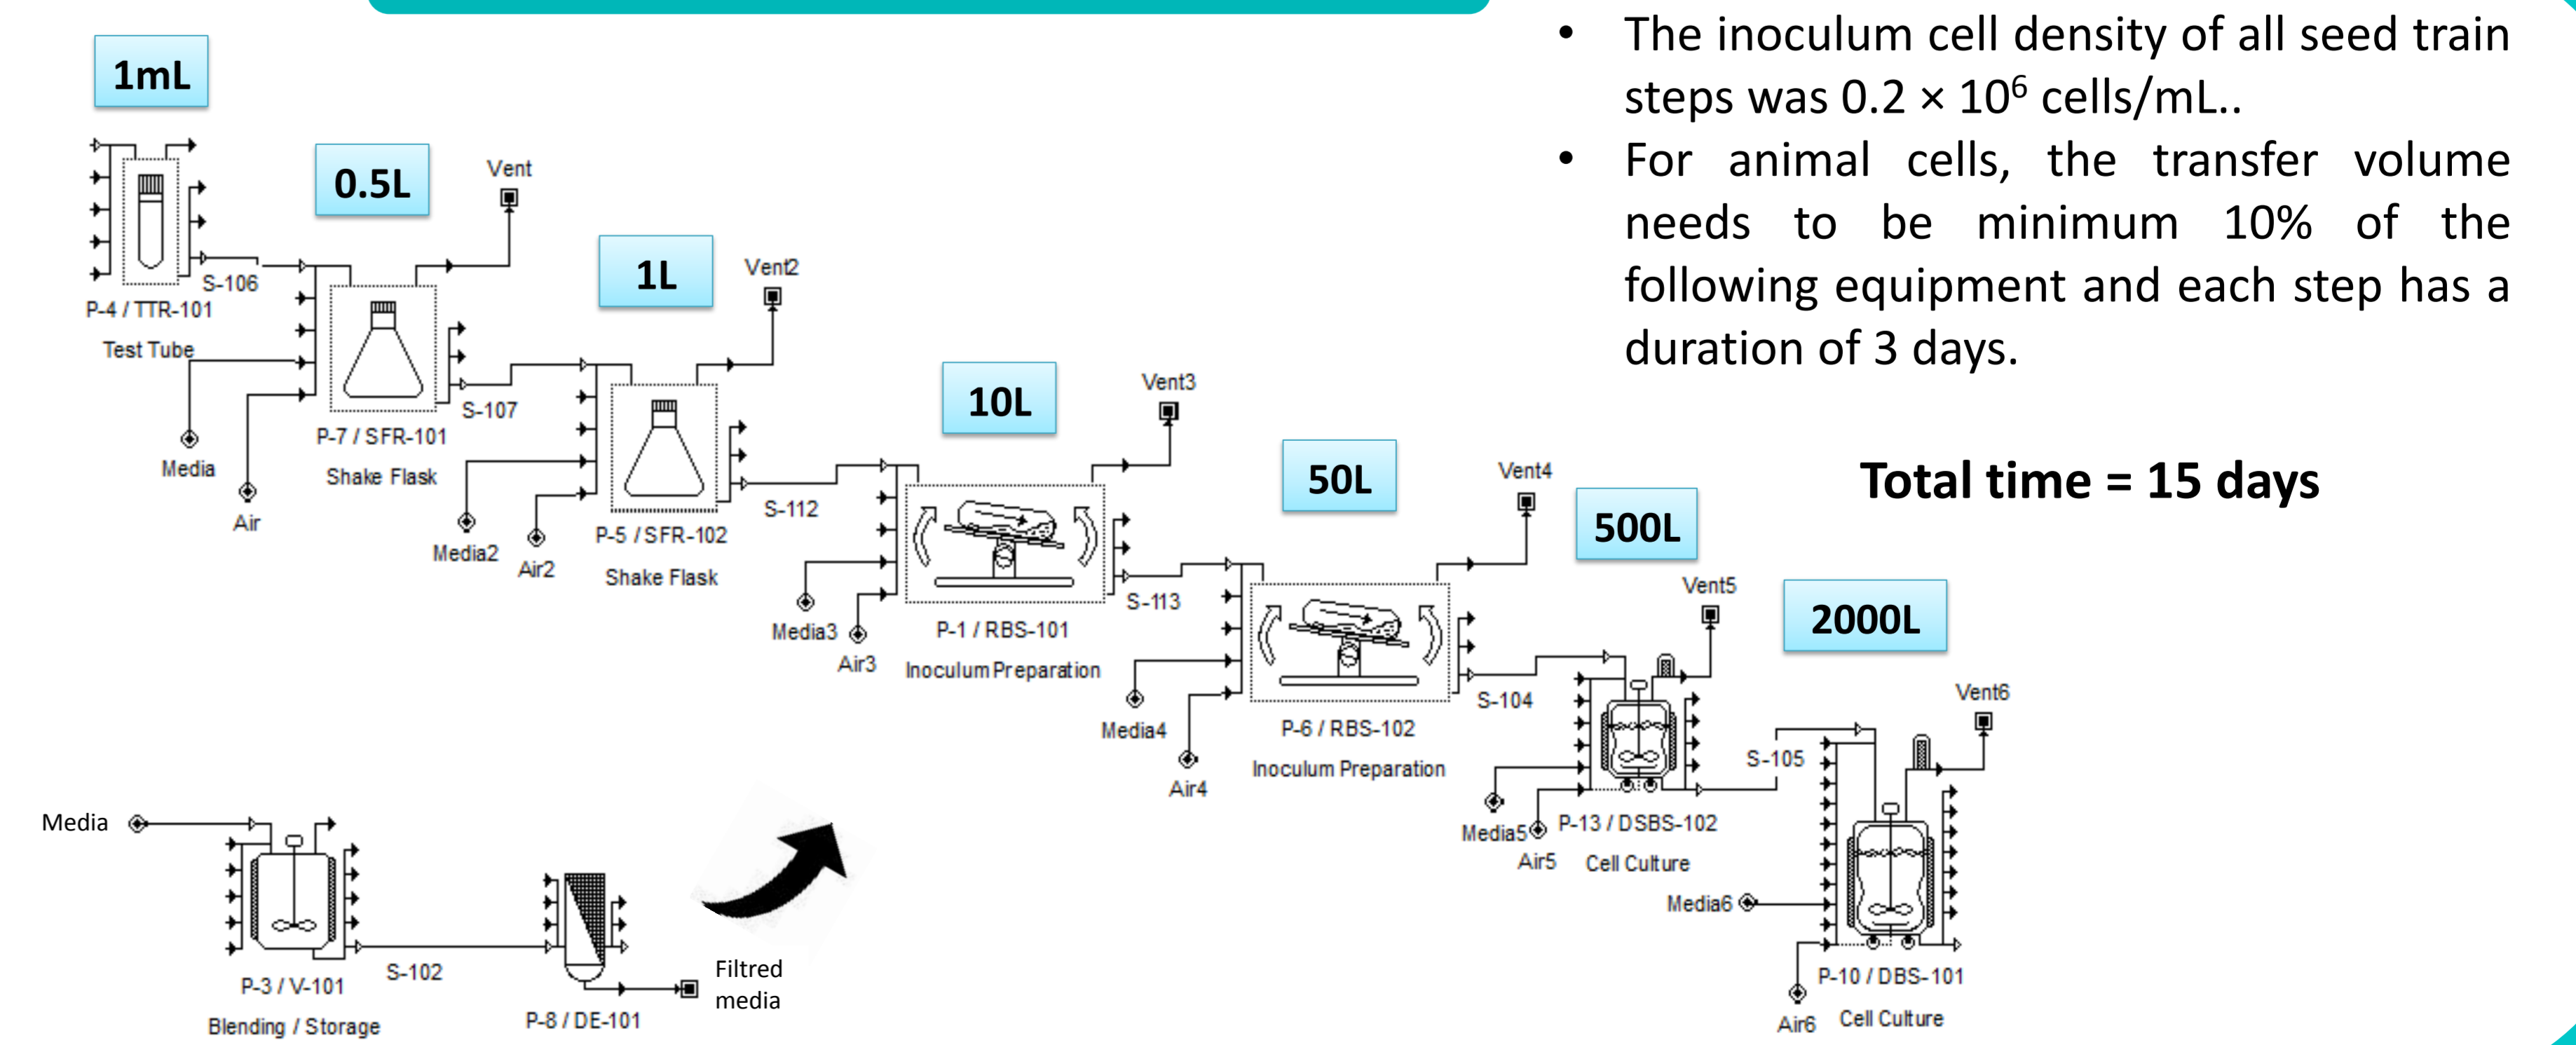 1mL
0.5L
1L
10L
50L
500L
2000L
• The inoculum cell density of all seed train
steps was 0.2 × 10⁶ cells/mL..
• For animal cells, the transfer volume
needs to be minimum 10% of the
following equipment and each step has a
duration of 3 days.
Total time = 15 days
S-106
P-4 / TTR-101
Test Tube
Media
Air
Vent
S-107
P-7 / SFR-101
Shake Flask
Media2
Air2
Vent2
S-112
P-5 / SFR-102
Shake Flask
Media3
Air3
Vent3
S-113
P-1 / RBS-101
Inoculum Preparation
Media4
Air4
Vent4
S-104
P-6 / RBS-102
Inoculum Preparation
Media5
Air5
Vent5
S-105
P-13 / DSBS-102
Cell Culture
Media6
Air6
Vent6
P-10 / DBS-101
Cell Culture
Media
P-3 / V-101
Blending / Storage
S-102
P-8 / DE-101
Filtred
media